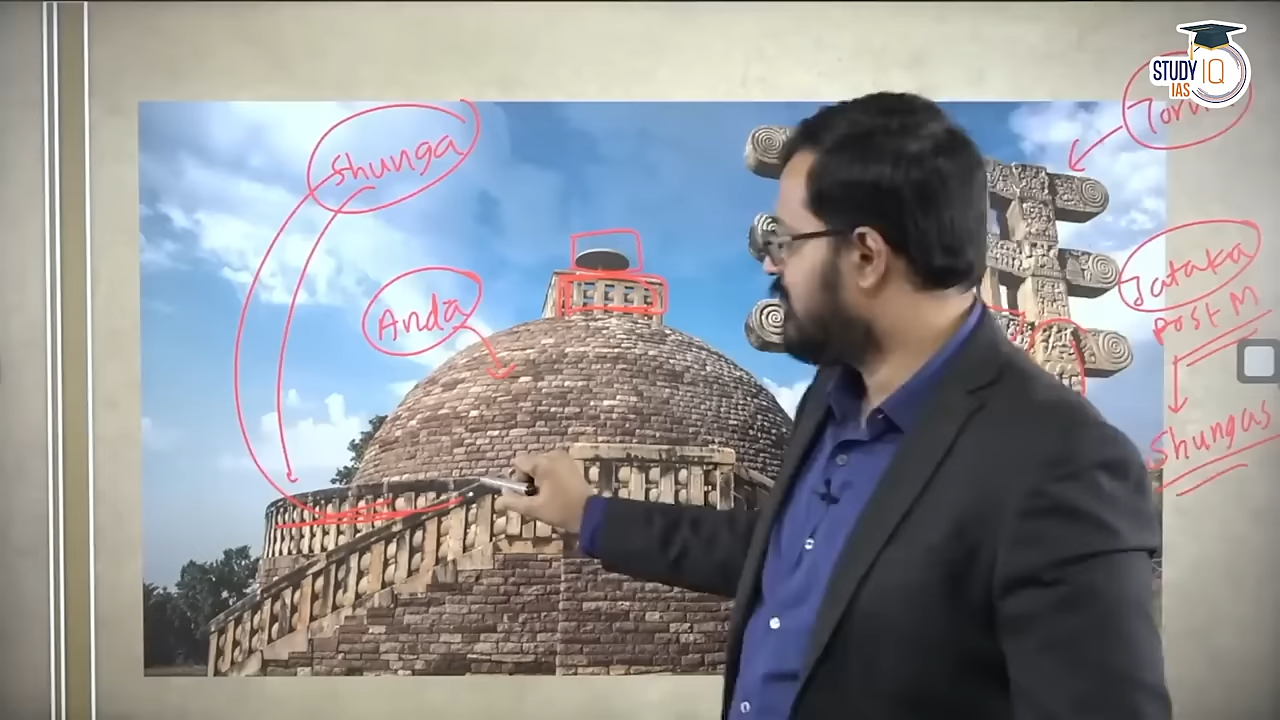 STUDY IQ
IAS
Shunga
Anda
Jataka
Post M
Shungas